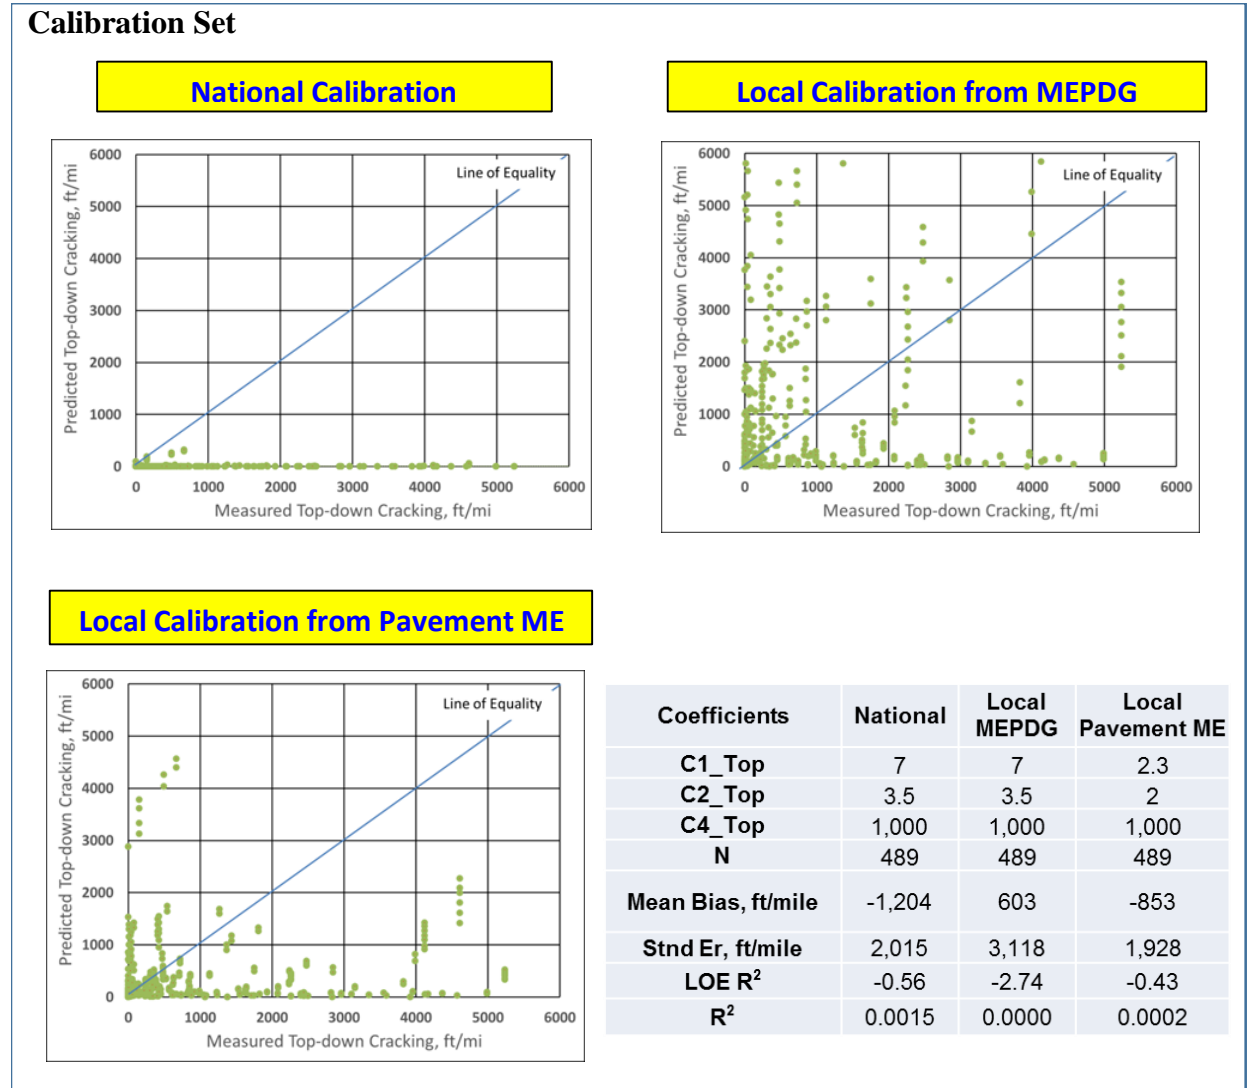 Calibration Set
National Calibration
Local Calibration from MEPDG
6000
5000
4000
3000
2000
1000
0
Predicted Top-down Cracking, ft/mi
Line of Equality
0 1000 2000 3000 4000 5000 6000
Measured Top-down Cracking, ft/mi
6000
5000
4000
3000
2000
1000
0
Predicted Top-down Cracking, ft/mi
Line of Equality
0 1000 2000 3000 4000 5000 6000
Measured Top-down Cracking, ft/mi
Local Calibration from Pavement ME
6000
5000
4000
3000
2000
1000
0
Predicted Top-down Cracking, ft/mi
Line of Equality
0 1000 2000 3000 4000 5000 6000
Measured Top-down Cracking, ft/mi
Coefficients National Local MEPDG Local Pavement ME
C1_Top 7 7 2.3
C2_Top 3.5 3.5 2
C4_Top 1,000 1,000 1,000
N 489 489 489
Mean Bias, ft/mile -1,204 603 -853
Stnd Er, ft/mile 2,015 3,118 1,928
LOE R² -0.56 -2.74 -0.43
R² 0.0015 0.0000 0.0002